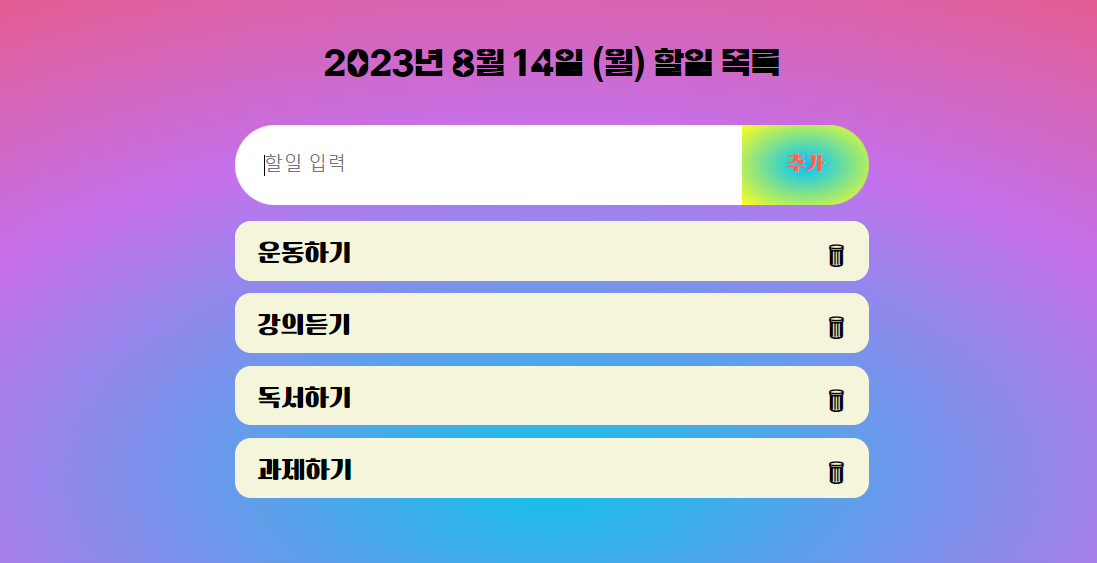 2023년 8월 14일 (월) 할일 목록
할일 입력
추가
운동하기
강의듣기
독서하기
과제하기